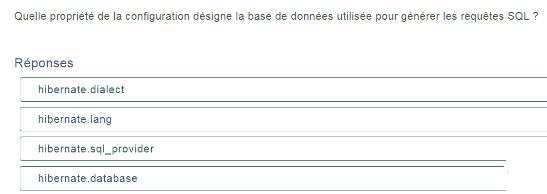 Quelle propriété de la configuration désigne la base de données utilisée pour générer les requêtes SQL ?
Réponses
hibernate.dialect
hibernate.lang
hibernate.sql_provider
hibernate.database